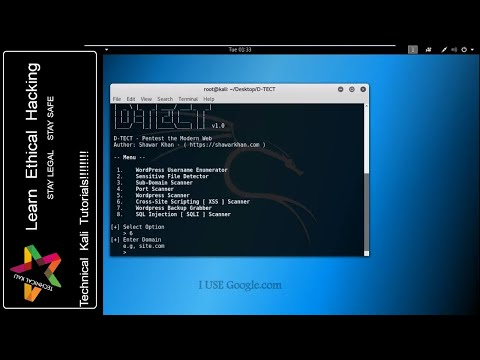 Learn Ethical Hacking
STAY LEGAL STAY SAFE
Technical Kali Tutorials!!!!!!!!
TECHNICAL KALI
Tue 01:33
1
root@kali: ~/Desktop/D-TECT
File Edit View Search Terminal Help
D-TECT v1.0
D-TECT - Pentest the Modern Web
Author: Shawar Khan - ( https://shawarkhan.com )
-- Menu --
1. WordPress Username Enumerator
2. Sensitive File Detector
3. Sub-Domain Scanner
4. Port Scanner
5. Wordpress Scanner
6. Cross-Site Scripting [ XSS ] Scanner
7. Wordpress Backup Grabber
8. SQL Injection [ SQLI ] Scanner
[+] Select Option
> 6
[+] Enter Domain
e.g, site.com
>
I USE Google.com